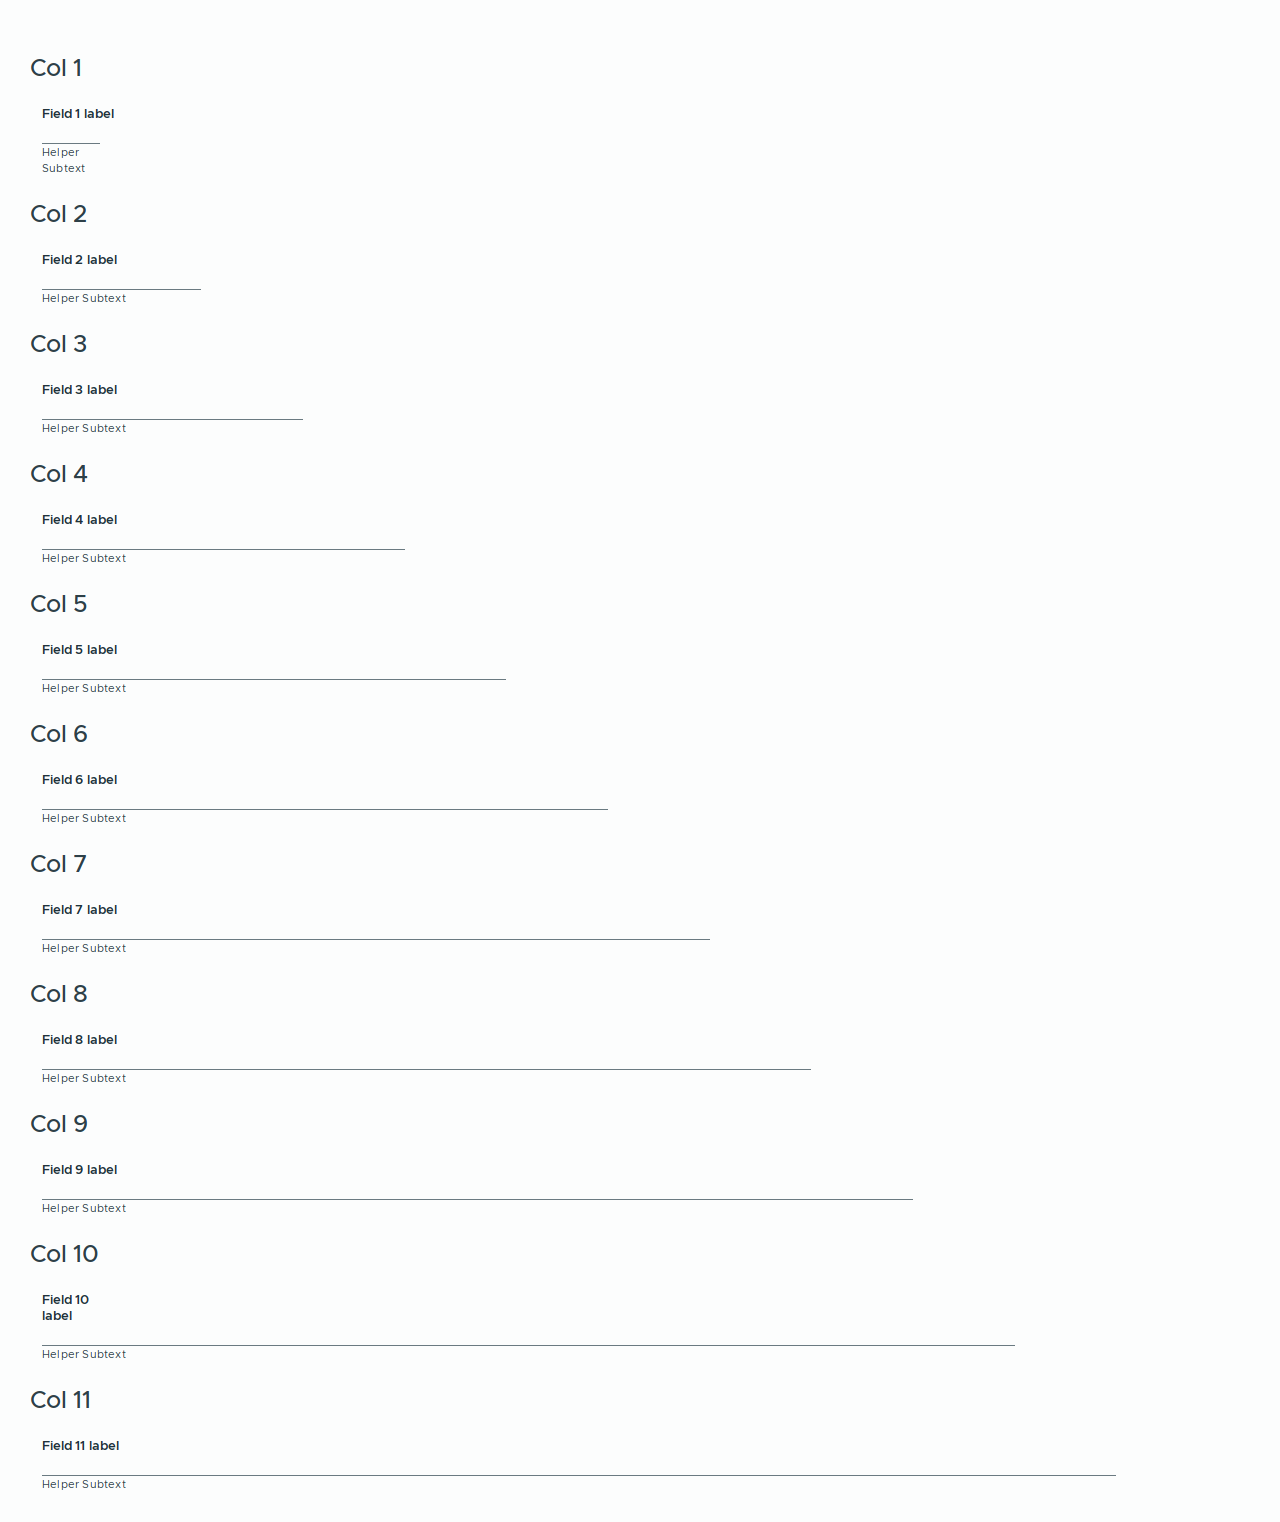 Col 1
Field 1 label
Helper
Subtext
Col 2
Field 2 label
Helper Subtext
Col 3
Field 3 label
Helper Subtext
Col 4
Field 4 label
Helper Subtext
Col 5
Field 5 label
Helper Subtext
Col 6
Field 6 label
Helper Subtext
Col 7
Field 7 label
Helper Subtext
Col 8
Field 8 label
Helper Subtext
Col 9
Field 9 label
Helper Subtext
Col 10
Field 10
label
Helper Subtext
Col 11
Field 11 label
Helper Subtext